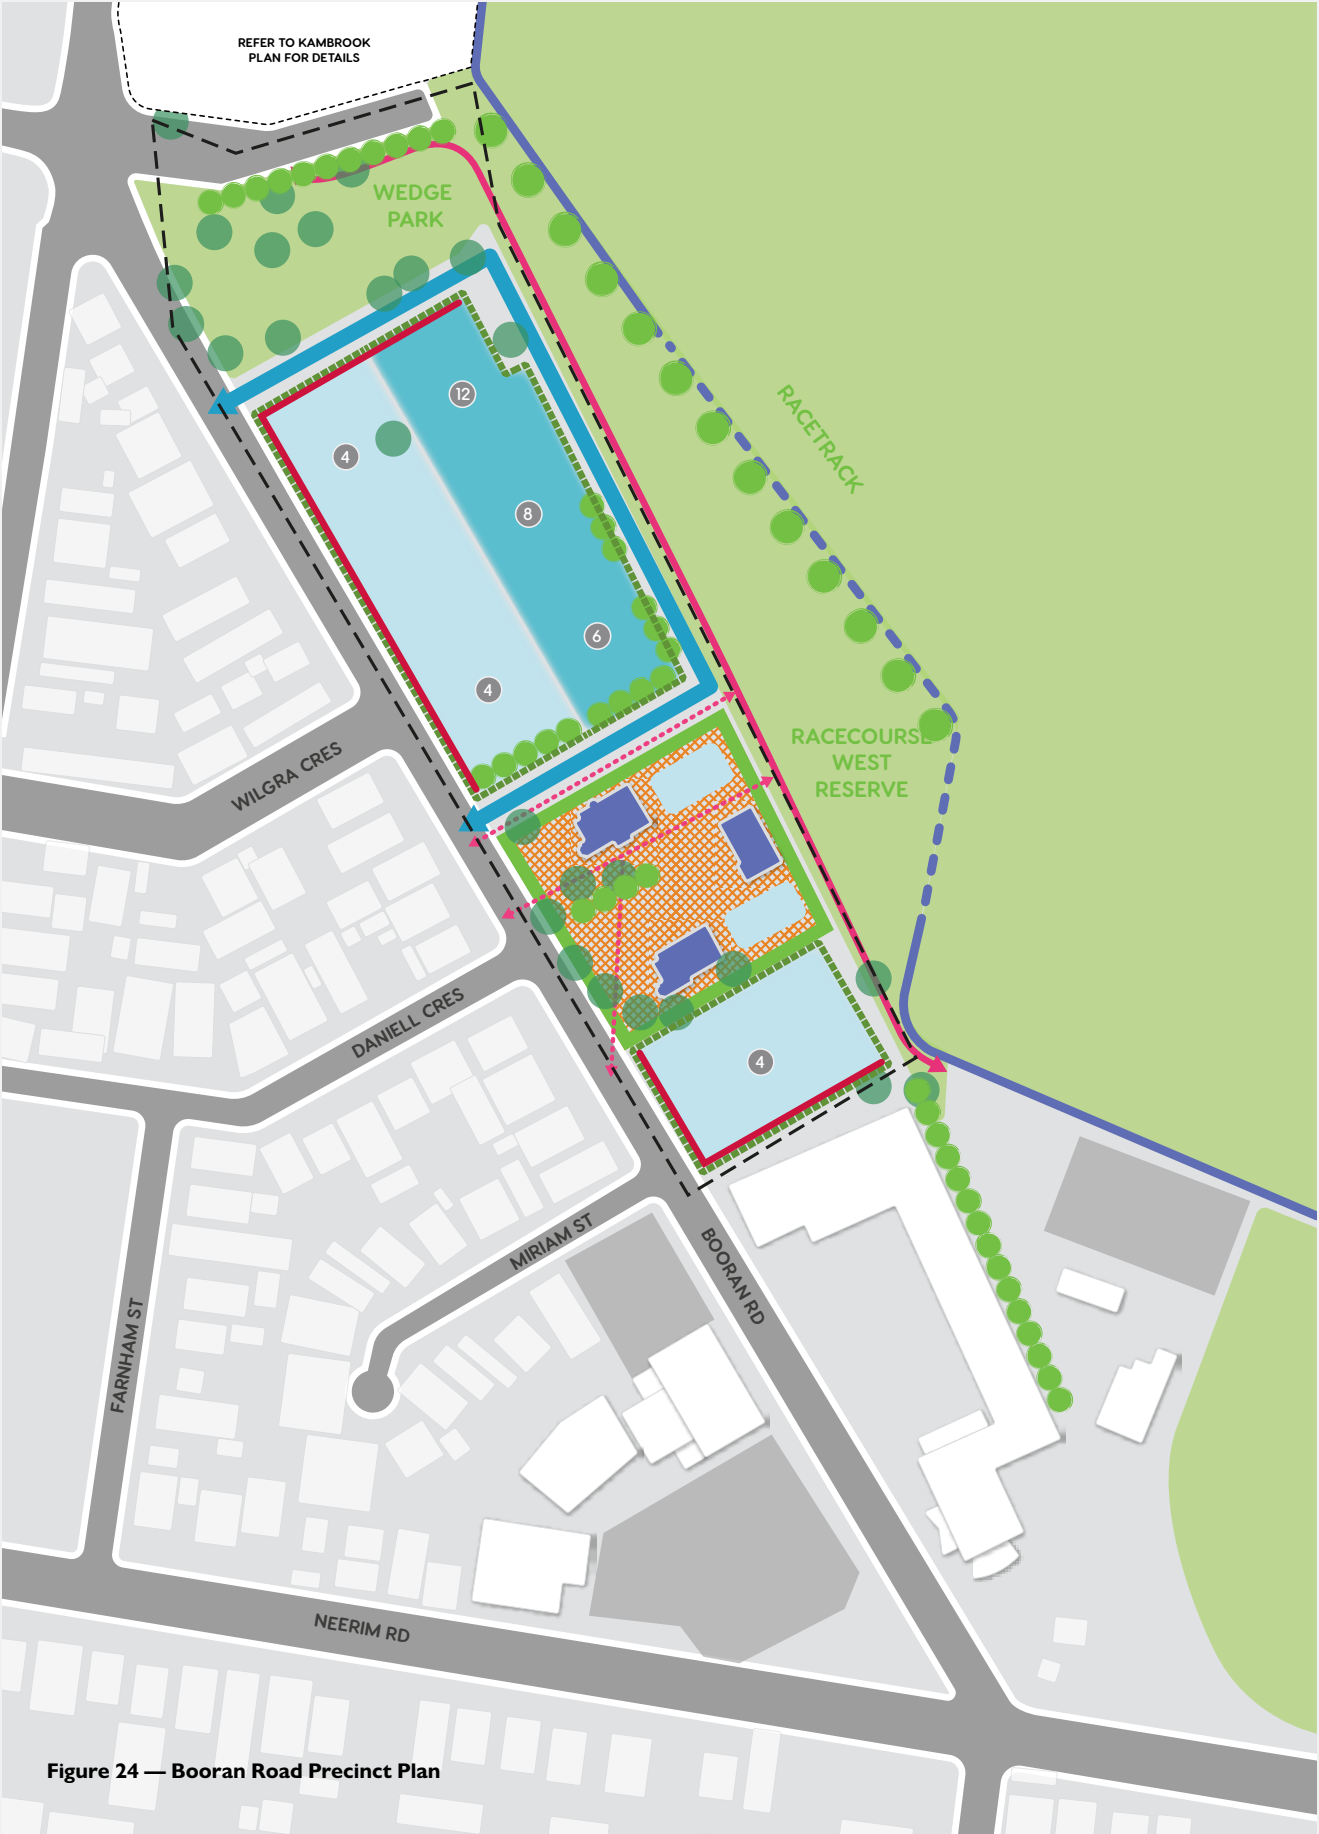 REFER TO KAMBROOK
PLAN FOR DETAILS
WEDGE
PARK
12
4
8
RACETRACK
6
4
RACECOURSE
WEST
RESERVE
WILGRA CRES
DANIELL CRES
4
MIRIAM ST
BOORAN RD
FARNHAM ST
NEERIM RD
Figure 24 — Booran Road Precinct Plan